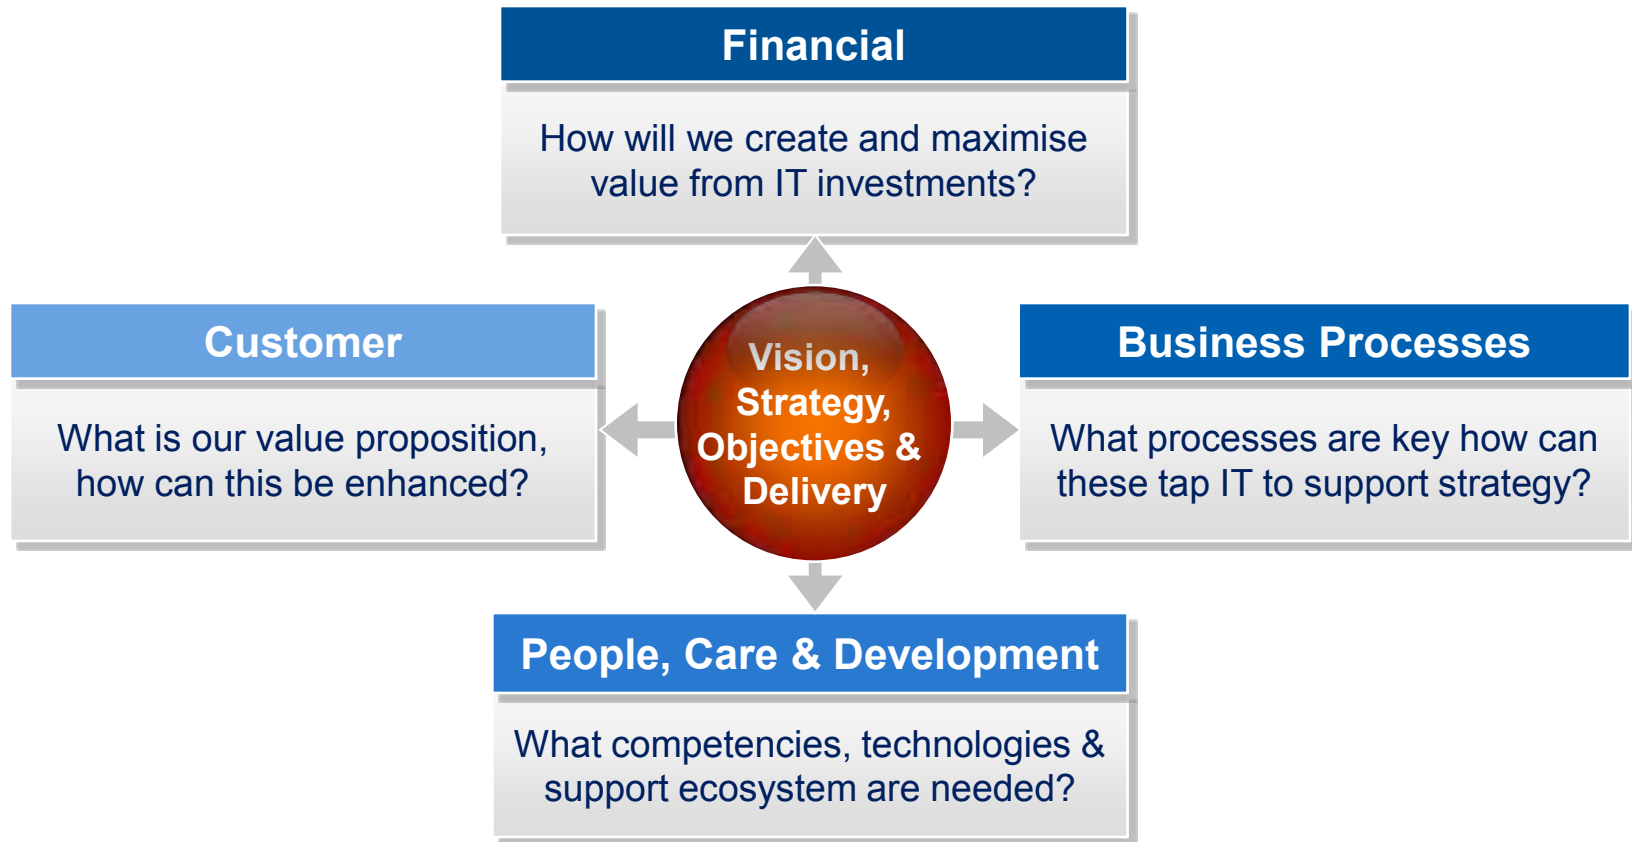 Financial
How will we create and maximise
value from IT investments?
Customer
What is our value proposition,
how can this be enhanced?
Vision,
Strategy,
Objectives &
Delivery
Business Processes
What processes are key how can
these tap IT to support strategy?
People, Care & Development
What competencies, technologies &
support ecosystem are needed?